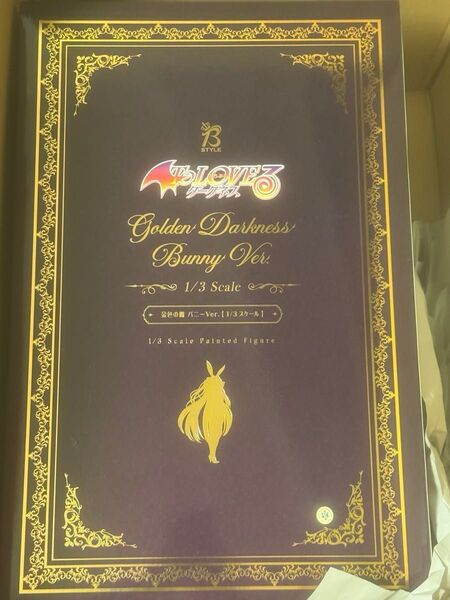 B
STYLE
To LOVEる
ダークネス
Golden Darkness
Bunny Ver.
1/3 Scale
金色の闇 バニーVer.【1/3スケール】
1/3 Scale Painted Figure